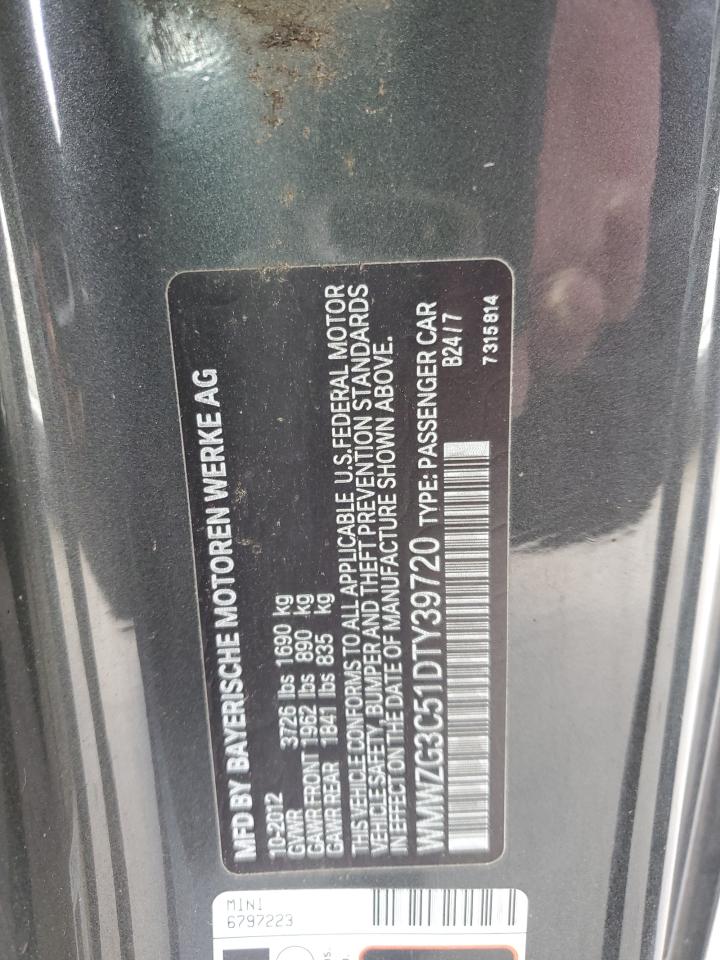 MFD BY BAYERISCHE MOTOREN WERKE AG
10-2012
GVWR 3726 lbs 1690 kg
GAWR FRONT 1962 lbs 890 kg
GAWR REAR 1841 lbs 835 kg
THIS VEHICLE CONFORMS TO ALL APPLICABLE U.S.FEDERAL MOTOR
VEHICLE SAFETY, BUMPER AND THEFT PREVENTION STANDARDS
IN EFFECT ON THE DATE OF MANUFACTURE SHOWN ABOVE.
WMWZG3C51DTY39720 TYPE: PASSENGER CAR
B24/7
7315814
MINI
6797223